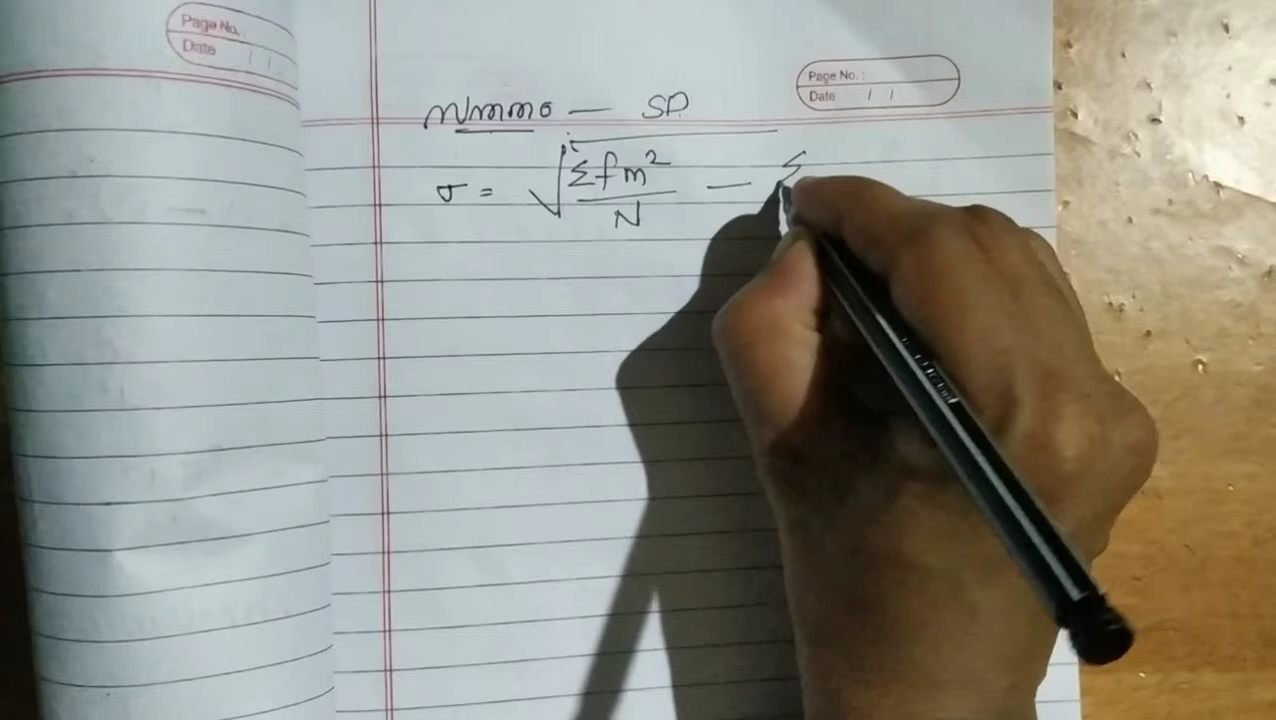 Page No.
Date / /
Page No. :
Date / /
— SD
σ = √ Σfm² / N — Σ